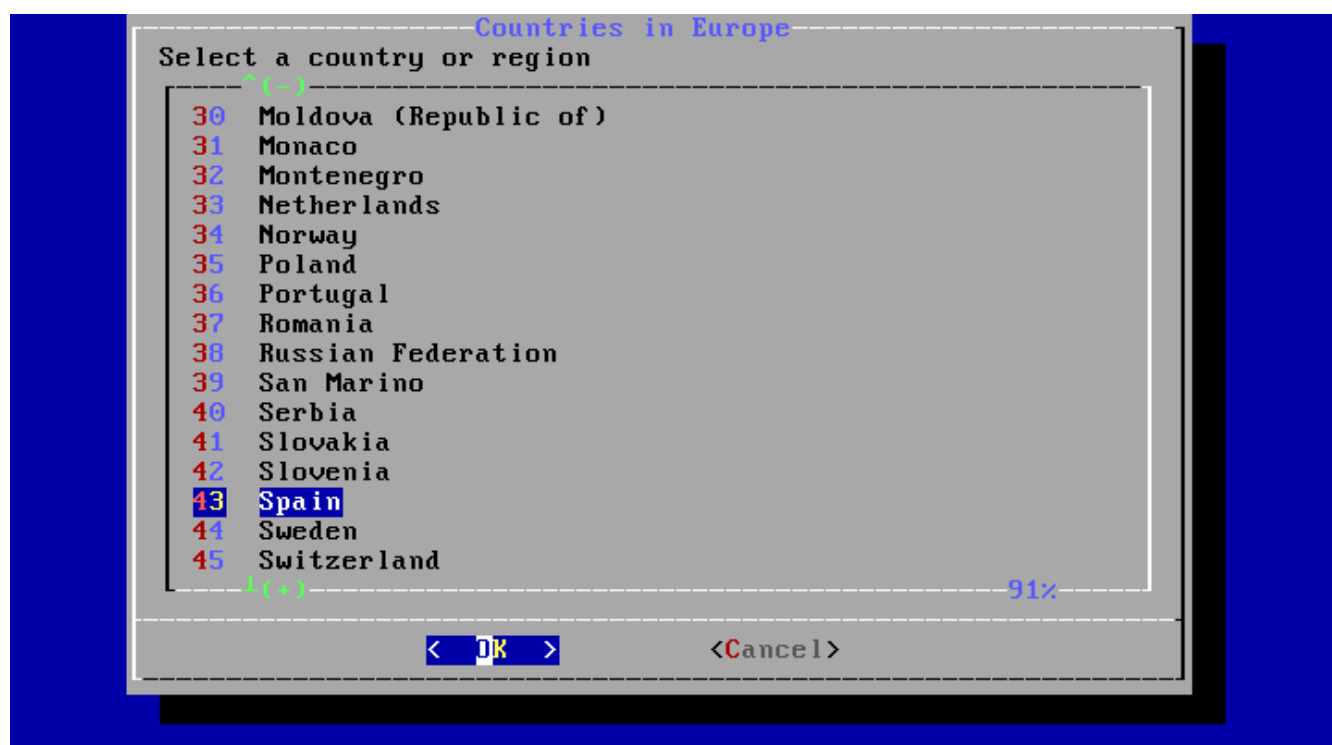 Countries in Europe
Select a country or region
^(-)
30 Moldova (Republic of)
31 Monaco
32 Montenegro
33 Netherlands
34 Norway
35 Poland
36 Portugal
37 Romania
38 Russian Federation
39 San Marino
40 Serbia
41 Slovakia
42 Slovenia
43 Spain
44 Sweden
45 Switzerland
┴(+) 91%
< OK > <Cancel>